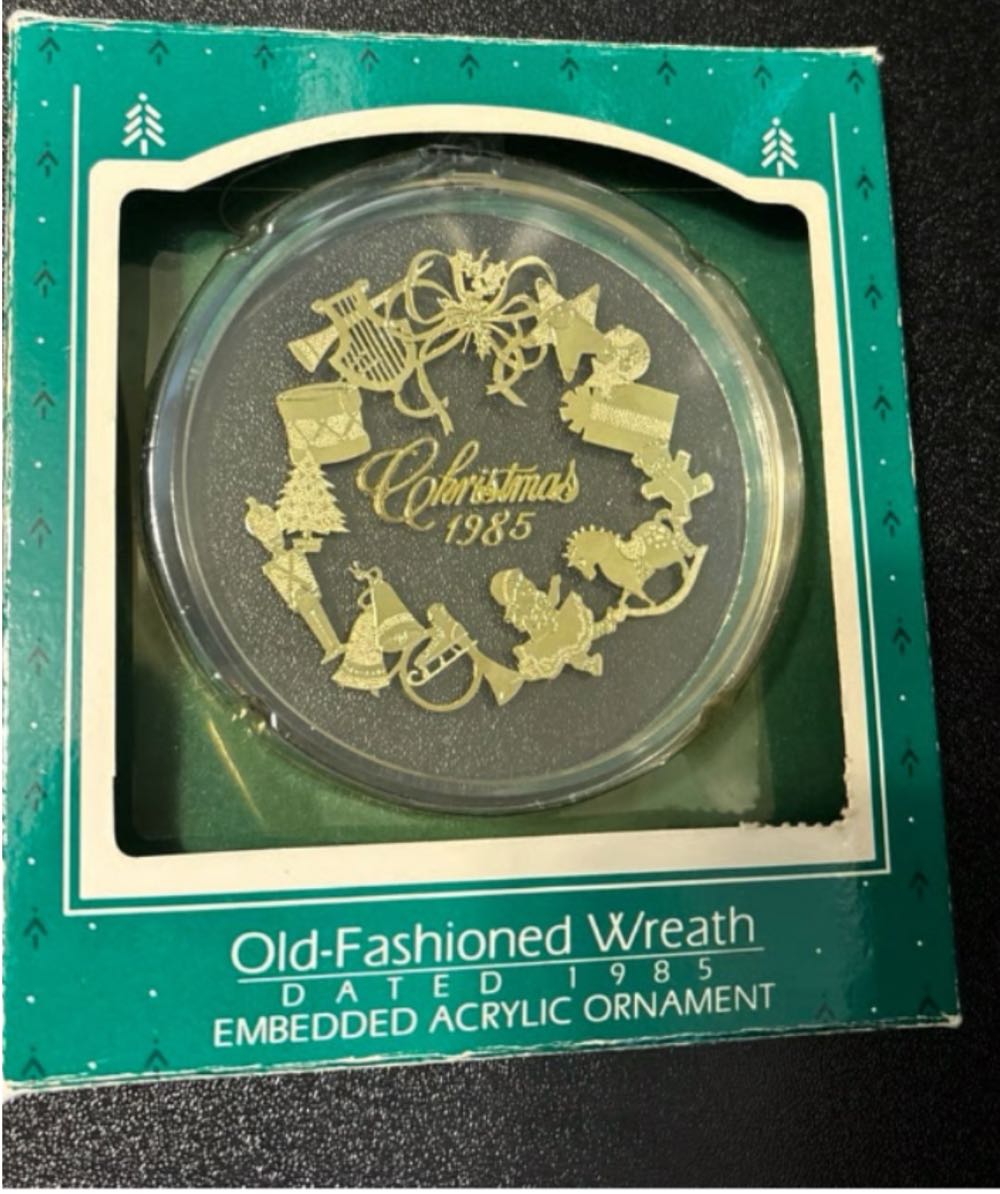 Christmas
1985
Old-Fashioned Wreath
DATED 1985
EMBEDDED ACRYLIC ORNAMENT